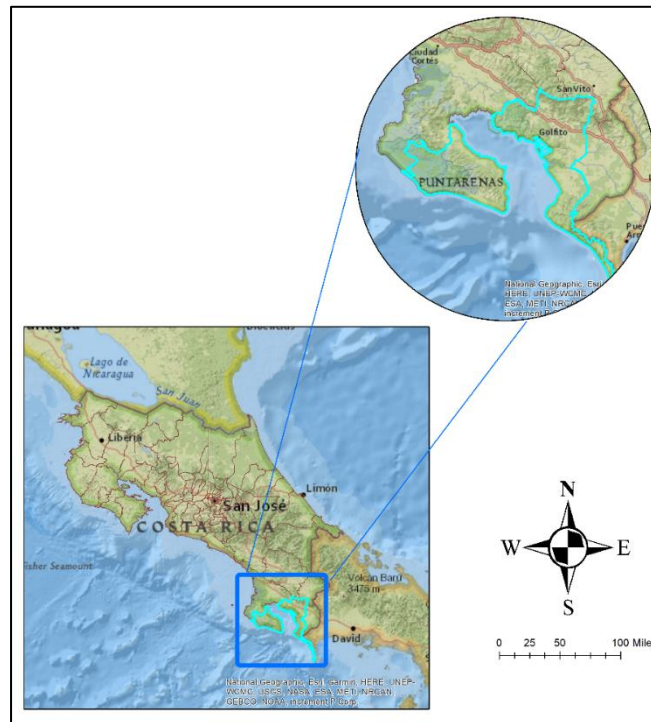 Ciudad
Cortés
San Vito
Golfito
PUNTARENAS
National Geographic, Esri,
HERE, UNEP-WCMC,
ESA, METI, NRCA
increment P C
Lago de
Nicaragua
San Juan
Liberia
Limón
San José
COSTA RICA
Fisher Seamount
Volcán Barú
3475 m
David
National Geographic, Esri, Garmin, HERE, UNEP-
WCMC, USGS, NASA, ESA, METI, NRCAN,
GEBCO, NOAA, increment P Corp.
N
W
E
S
0 25 50 100 Mile